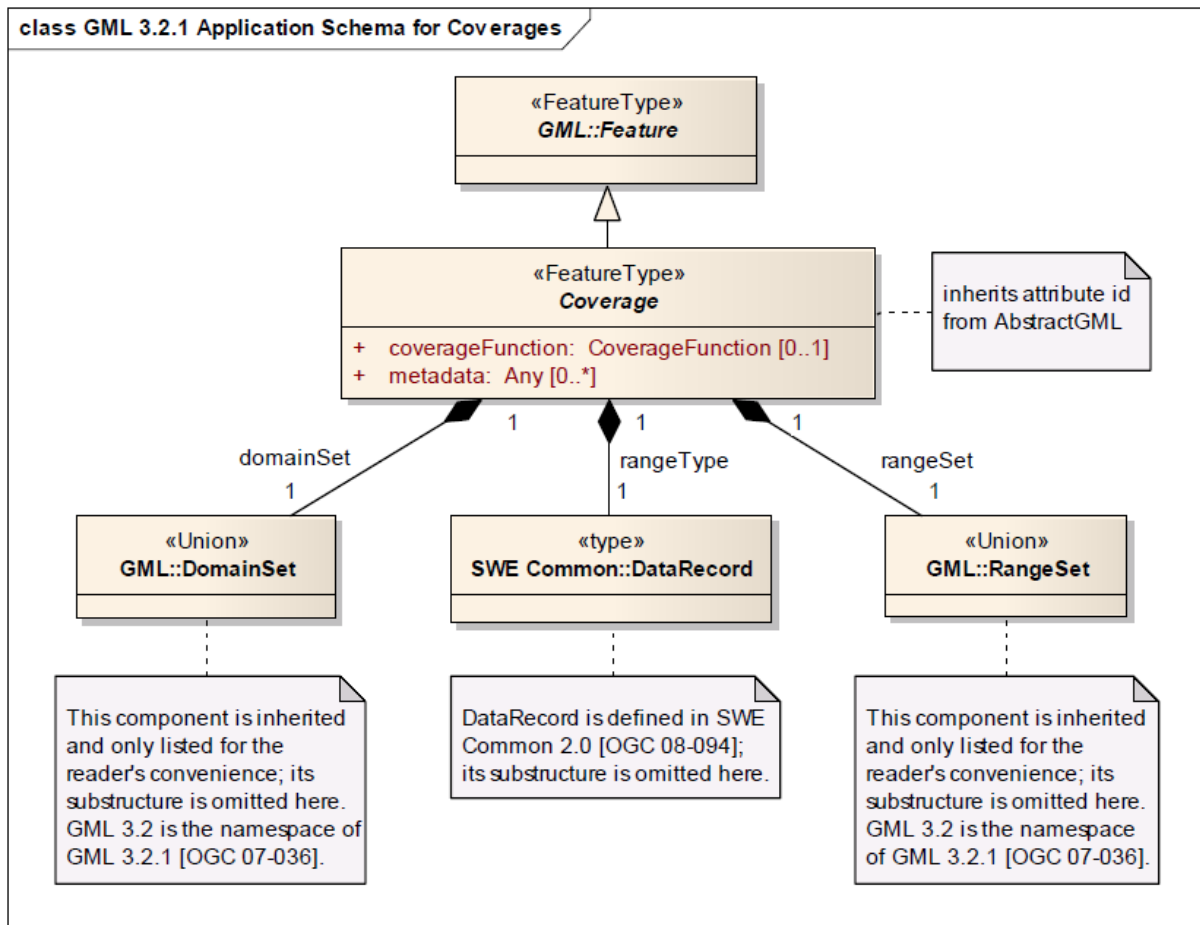 class GML 3.2.1 Application Schema for Coverages
«FeatureType»
GML::Feature
«FeatureType»
Coverage
+ coverageFunction: CoverageFunction [0..1]
+ metadata: Any [0..*]
inherits attribute id
from AbstractGML
1
1
1
domainSet
rangeType
rangeSet
1
1
1
«Union»
GML::DomainSet
«type»
SWE Common::DataRecord
«Union»
GML::RangeSet
This component is inherited
and only listed for the
reader's convenience; its
substructure is omitted here.
GML 3.2 is the namespace of
GML 3.2.1 [OGC 07-036].
DataRecord is defined in SWE
Common 2.0 [OGC 08-094];
its substructure is omitted here.
This component is inherited
and only listed for the
reader's convenience; its
substructure is omitted here.
GML 3.2 is the namespace
of GML 3.2.1 [OGC 07-036].